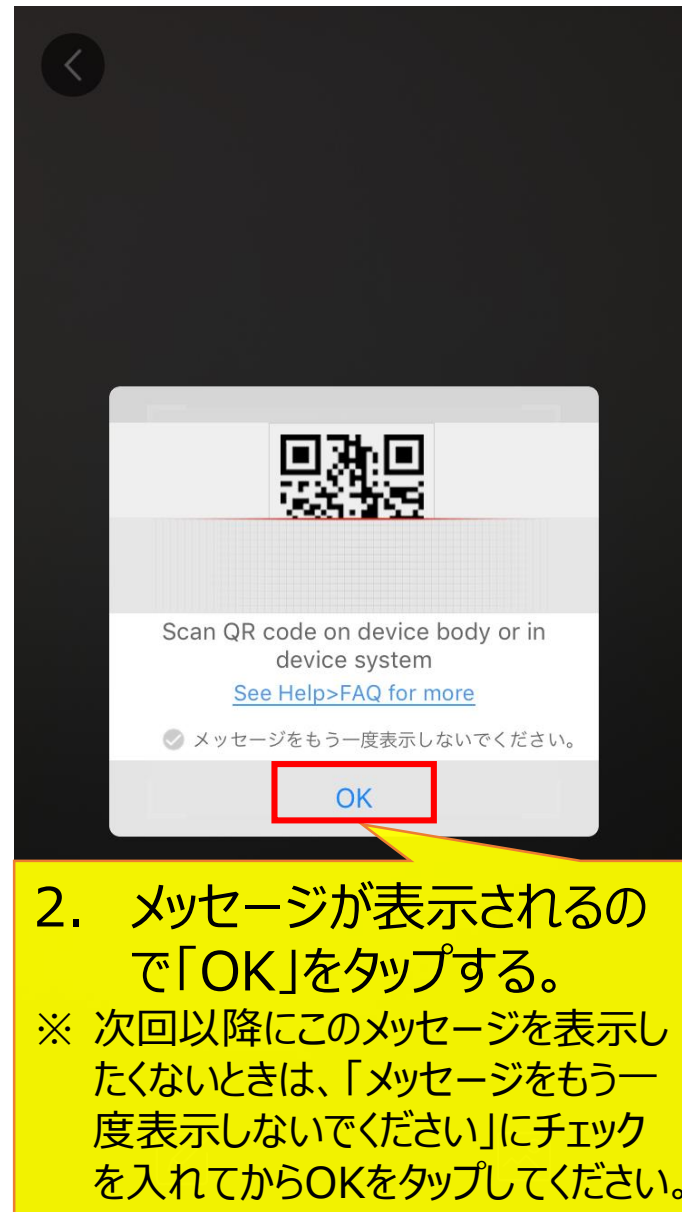 Scan QR code on device body or in
device system
See Help>FAQ for more
メッセージをもう一度表示しないでください。
OK
2. メッセージが表示されるの
で「OK」をタップする。
※ 次回以降にこのメッセージを表示し
たくないときは、「メッセージをもう一
度表示しないでください」にチェック
を入れてからOKをタップしてください。